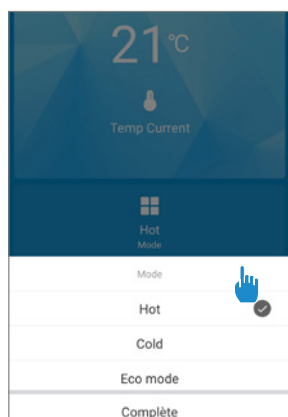 21°C
Temp Current
Hot
Mode
Mode
Hot
Cold
Eco mode
Complète